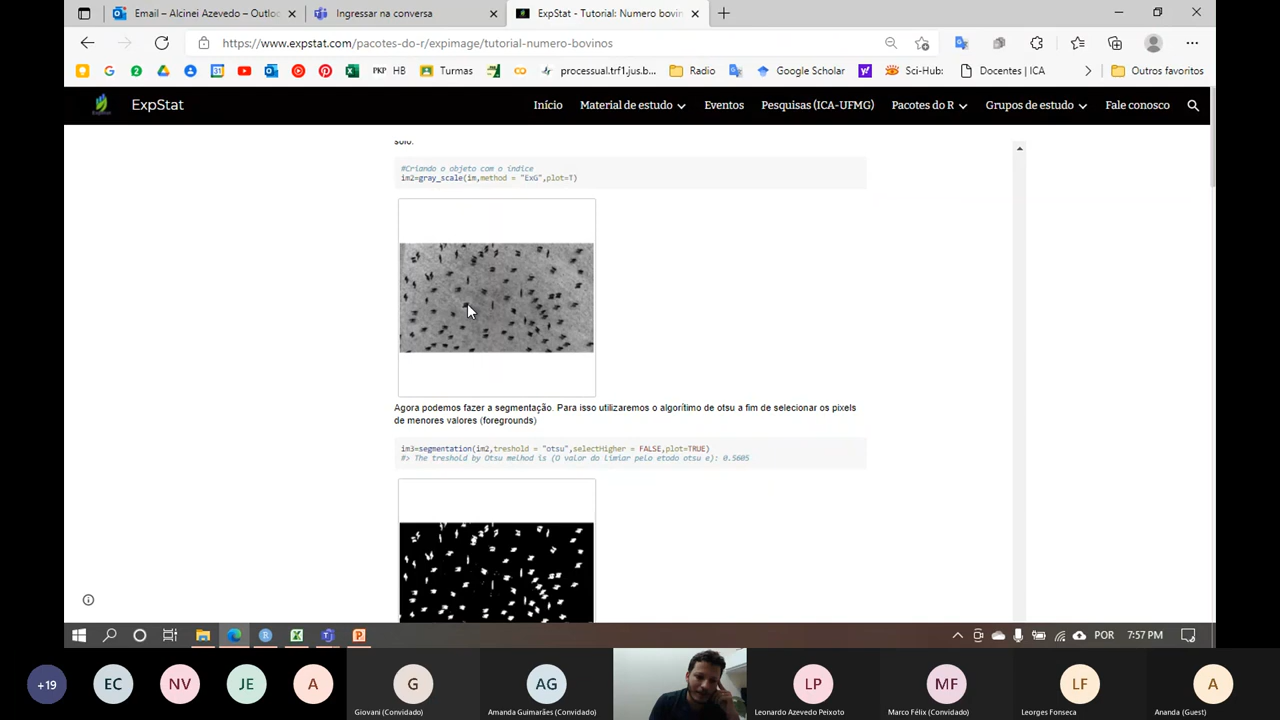 Email – Alcinei Azevedo – Outlo
Ingressar na conversa
ExpStat - Tutorial: Numero bovin
https://www.expstat.com/pacotes-do-r/expimage/tutorial-numero-bovinos
PKP HB
Turmas
processual.trf1.jus.b...
Radio
Google Scholar
Sci-Hub:
Docentes | ICA
Outros favoritos
ExpStat
Início
Material de estudo
Eventos
Pesquisas (ICA-UFMG)
Pacotes do R
Grupos de estudo
Fale conosco
solo.
#Criando o objeto com o indice
im2=gray_scale(im,method = "ExG",plot=T)
Agora podemos fazer a segmentação. Para isso utilizaremos o algorítimo de otsu a fim de selecionar os pixels
de menores valores (foregrounds)
im3=segmentation(im2,treshold = "otsu",selectHigher = FALSE,plot=TRUE)
#> The treshold by Otsu melhod is (O valor do limiar pelo etodo otsu e): 0.5605
POR
7:57 PM
+19
EC
NV
JE
A
G
Giovani (Convidado)
AG
Amanda Guimarães (Convidado)
LP
Leonardo Azevedo Peixoto
MF
Marco Félix (Convidado)
LF
Leorges Fonseca
A
Ananda (Guest)